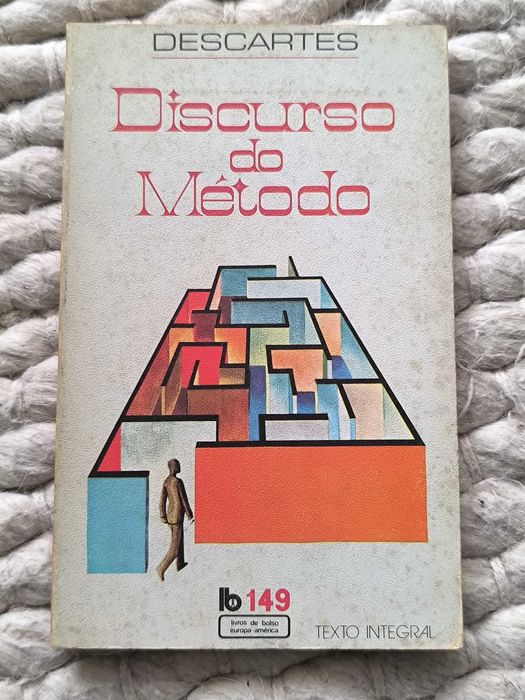 DESCARTES
Discurso
do
Método
lb 149
livros de bolso
europa-américa
TEXTO INTEGRAL